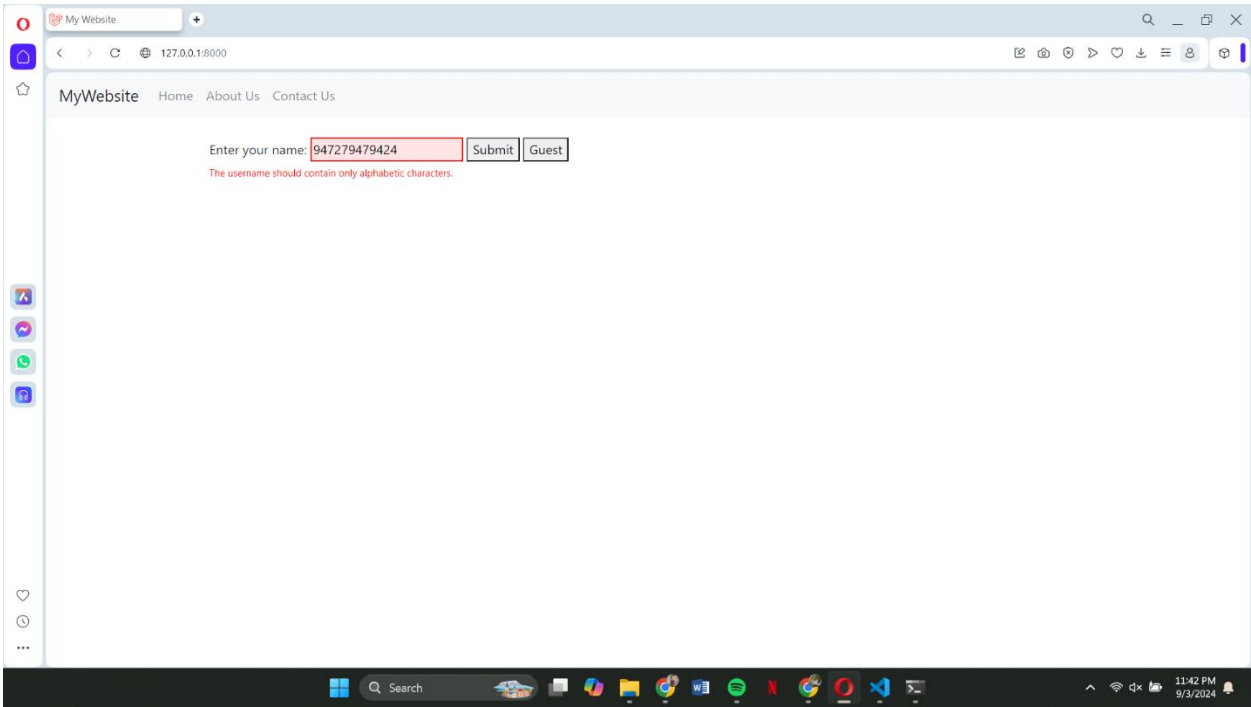 My Website
127.0.0.1:8000
MyWebsite Home About Us Contact Us
Enter your name: 947279479424 Submit Guest
The username should contain only alphabetic characters.
Search
11:42 PM
9/3/2024